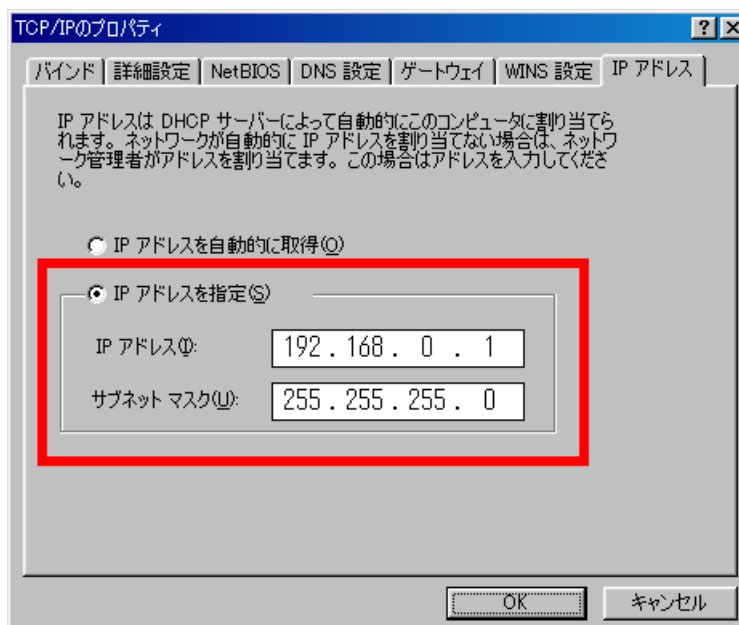 TCP/IPのプロパティ
バインド 詳細設定 NetBIOS DNS 設定 ゲートウェイ WINS 設定 IP アドレス
IP アドレスは DHCP サーバーによって自動的にこのコンピュータに割り当てら
れます。ネットワークが自動的に IP アドレスを割り当てない場合は、ネットワ
ーク管理者がアドレスを割り当てます。この場合はアドレスを入力してくださ
い。
IP アドレスを自動的に取得(O)
IP アドレスを指定(S)
IP アドレス(I): 192 . 168 . 0 . 1
サブネット マスク(U): 255 . 255 . 255 . 0
OK キャンセル